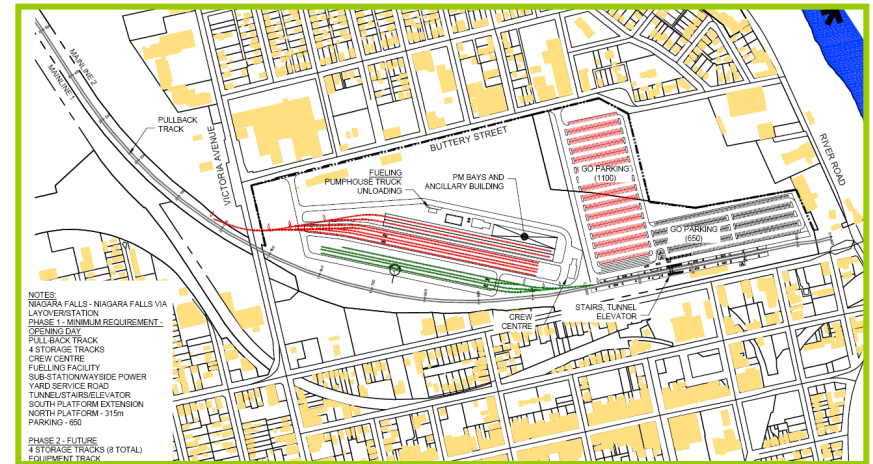 MAINLINE 2
MAINLINE 1
PULLBACK
TRACK
VICTORIA AVENUE
BUTTERY STREET
FUELING
PUMPHOUSE TRUCK
UNLOADING
PM BAYS AND
ANCILLARY BUILDING
GO PARKING
(1100)
GO PARKING
(650)
RIVER ROAD
CREW
CENTRE
STAIRS, TUNNEL
ELEVATOR
NOTES:
NIAGARA FALLS - NIAGARA FALLS VIA
LAYOVER/STATION
PHASE 1 - MINIMUM REQUIREMENT -
OPENING DAY
PULL-BACK TRACK
4 STORAGE TRACKS
CREW CENTRE
FUELLING FACILITY
SUB-STATION/WAYSIDE POWER
YARD SERVICE ROAD
TUNNEL/STAIRS/ELEVATOR
SOUTH PLATFORM EXTENSION
NORTH PLATFORM - 315m
PARKING - 650
PHASE 2 - FUTURE
4 STORAGE TRACKS (8 TOTAL)
EQUIPMENT TRACK